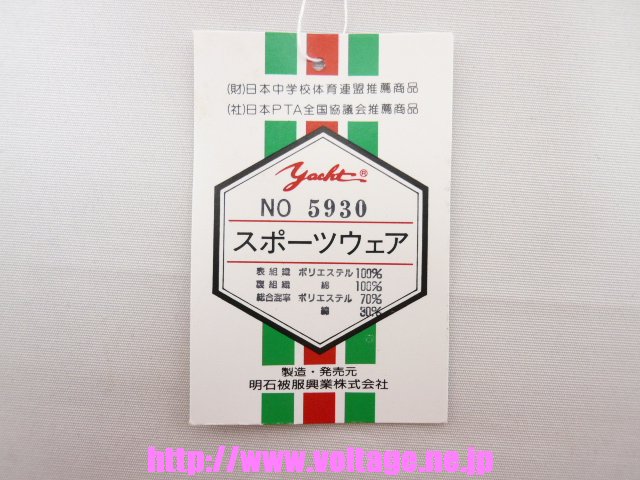 (財)日本中学校体育連盟推薦商品
(社)日本PTA全国協議会推薦商品
yacht®
NO 5930
スポーツウェア
表組織 ポリエステル 100%
裏組織 綿 100%
総合混率 ポリエステル 70%
綿 30%
製造・発売元
明石被服興業株式会社
http://www.voltage.ne.jp